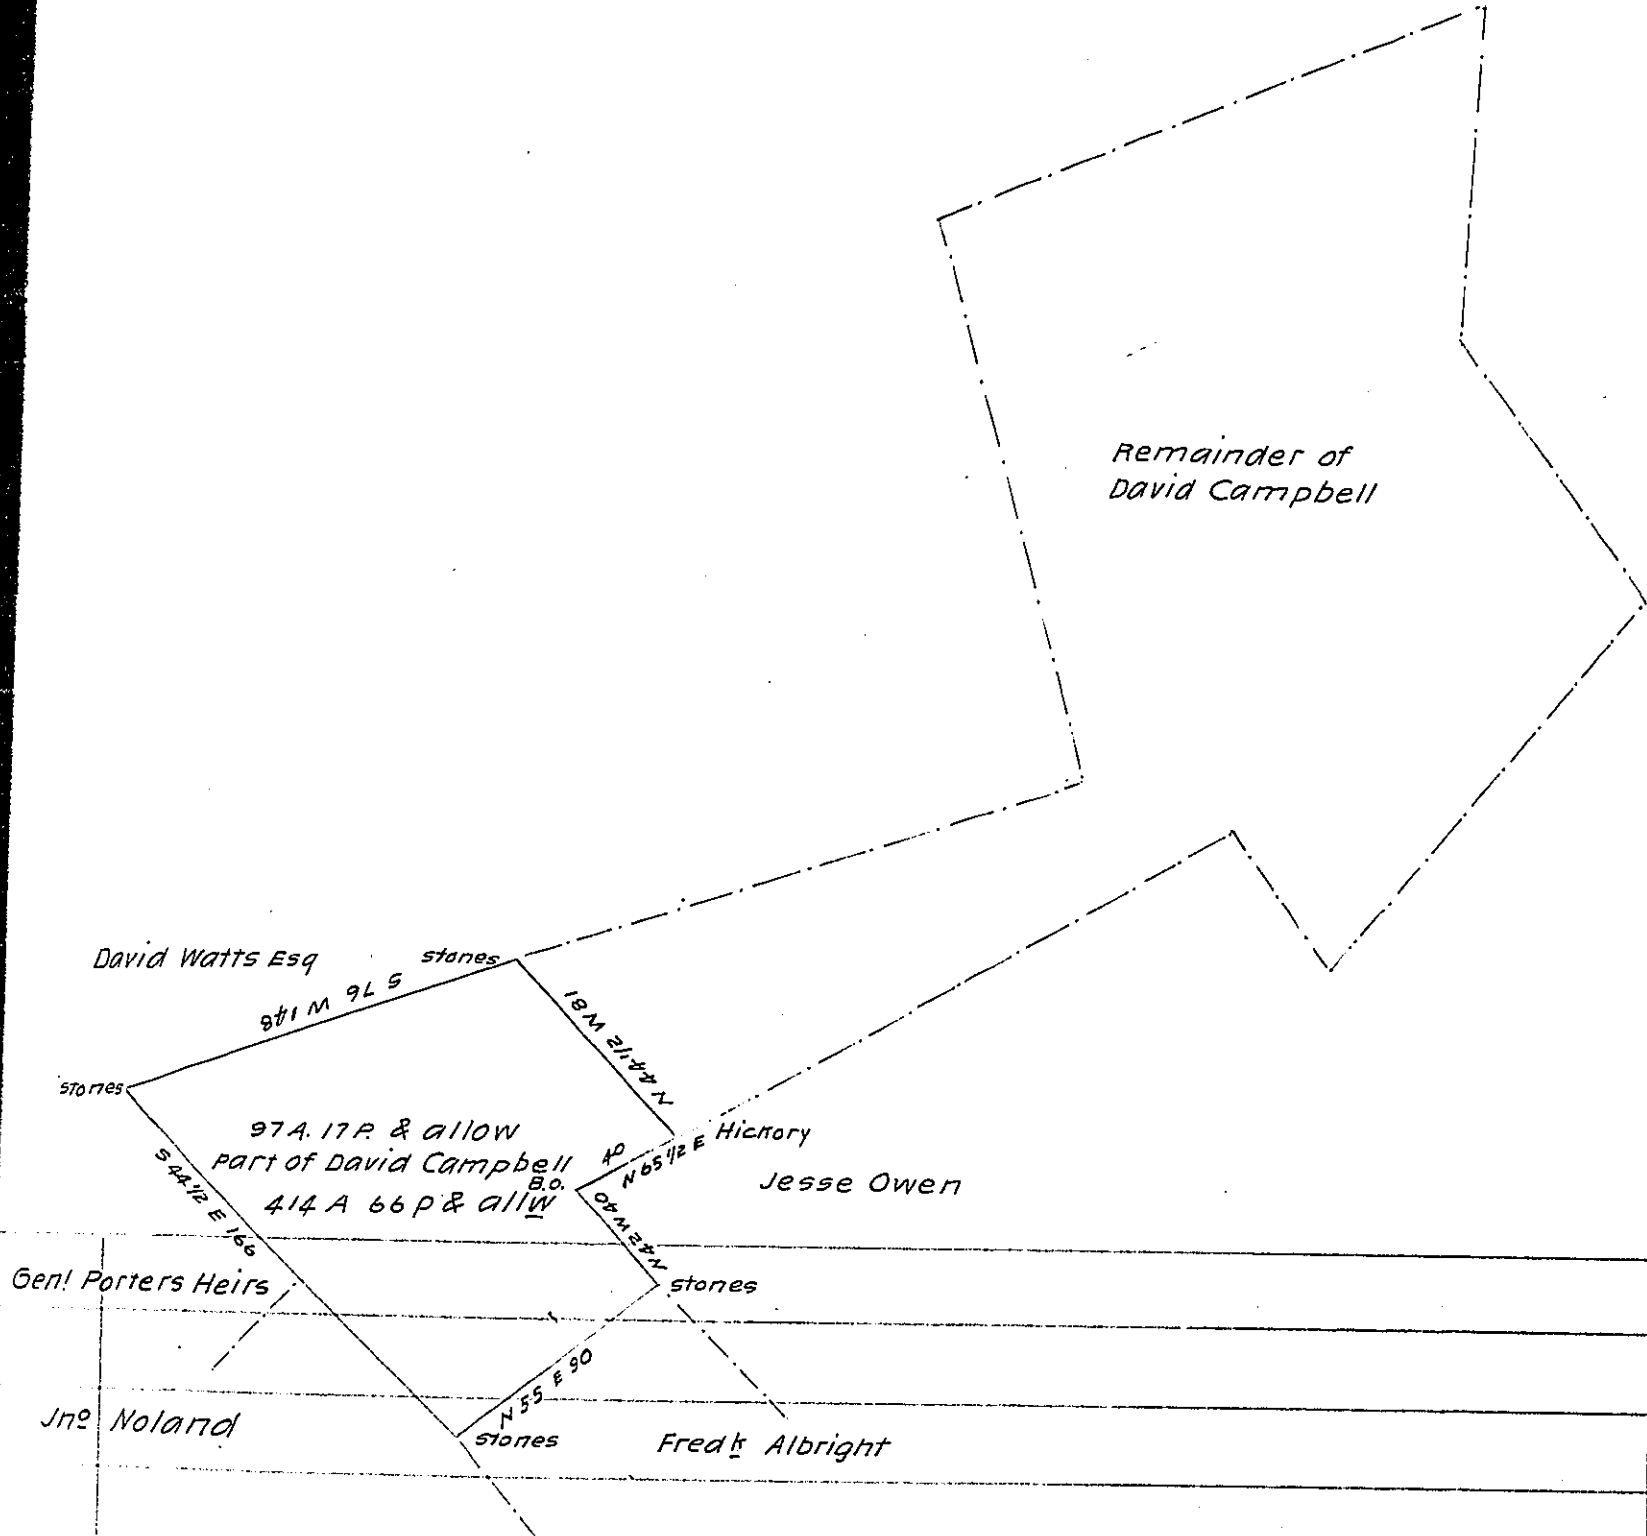 Remainder of
David Campbell
David Watts Esq
stones
S 76 W 148
N 44 1/2 W 81
stones
97 A. 17 P. & allow
Part of David Campbell
414 A 66 P & allw
B.O.
40
N 65 1/2 E
Hickory
Jesse Owen
S 44 1/2 E 166
N 42 W 40
Genl Porters Heirs
stones
N 55 E 90
Jno Noland
stones
Fredk Albright